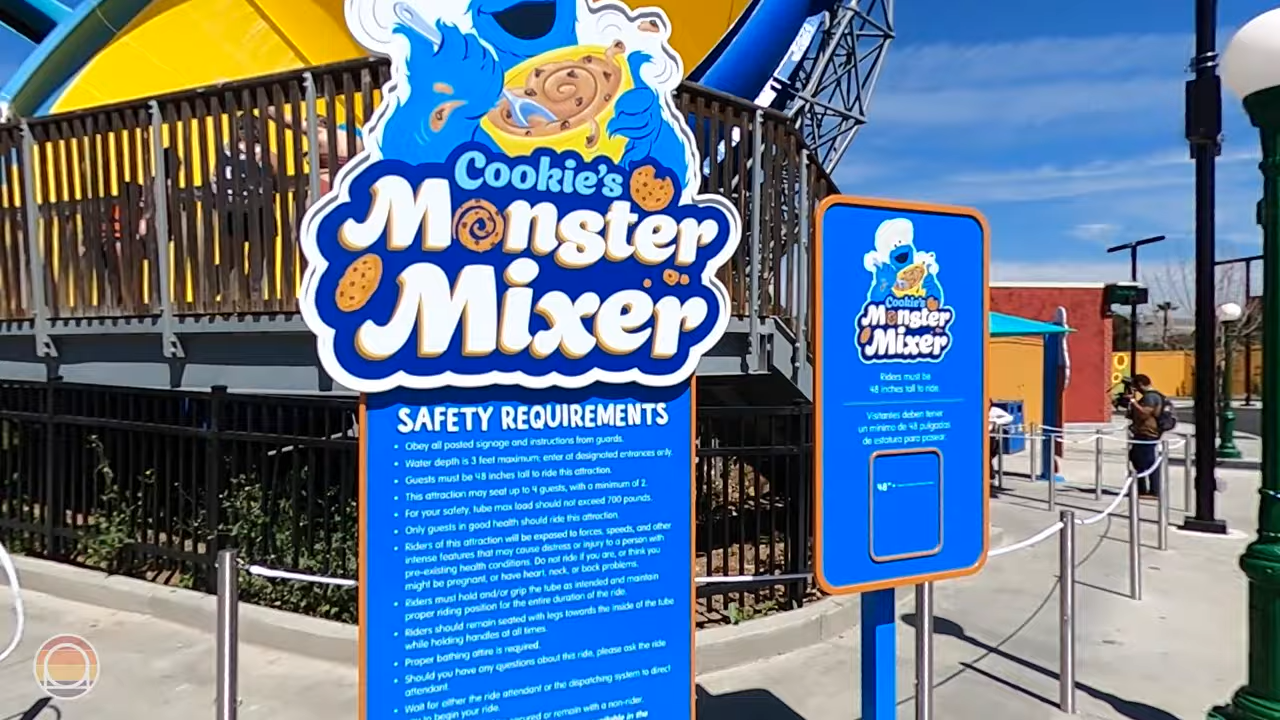 Cookie's
Monster
Mixer
SAFETY REQUIREMENTS
• Obey all posted signage and instructions from guards.
• Water depth is 3 feet maximum; enter at designated entrances only.
• Guests must be 48 inches tall to ride this attraction.
• This attraction may seat up to 4 guests, with a minimum of 2.
• For your safety, tube max load should not exceed 700 pounds.
• Only guests in good health should ride this attraction.
• Riders of this attraction will be exposed to forces, speeds, and other
intense features that may cause distress or injury to a person with
pre-existing health conditions. Do not ride if you are, or think you
might be pregnant, or have heart, neck, or back problems.
• Riders must hold and/or grip the tube as intended and maintain
proper riding position for the entire duration of the ride.
• Riders should remain seated with legs towards the inside of the tube
while holding handles at all times.
• Proper bathing attire is required.
• Should you have any questions about this ride, please ask the ride
attendant.
• Wait for either the ride attendant or the dispatching system to direct
to begin your ride.
secured or remain with a non-rider.
available in the
Cookie's
Monster
Mixer
Riders must be
48 inches tall to ride.
Visitantes deben tener
un mínimo de 48 pulgadas
de estatura para pasear.
48"